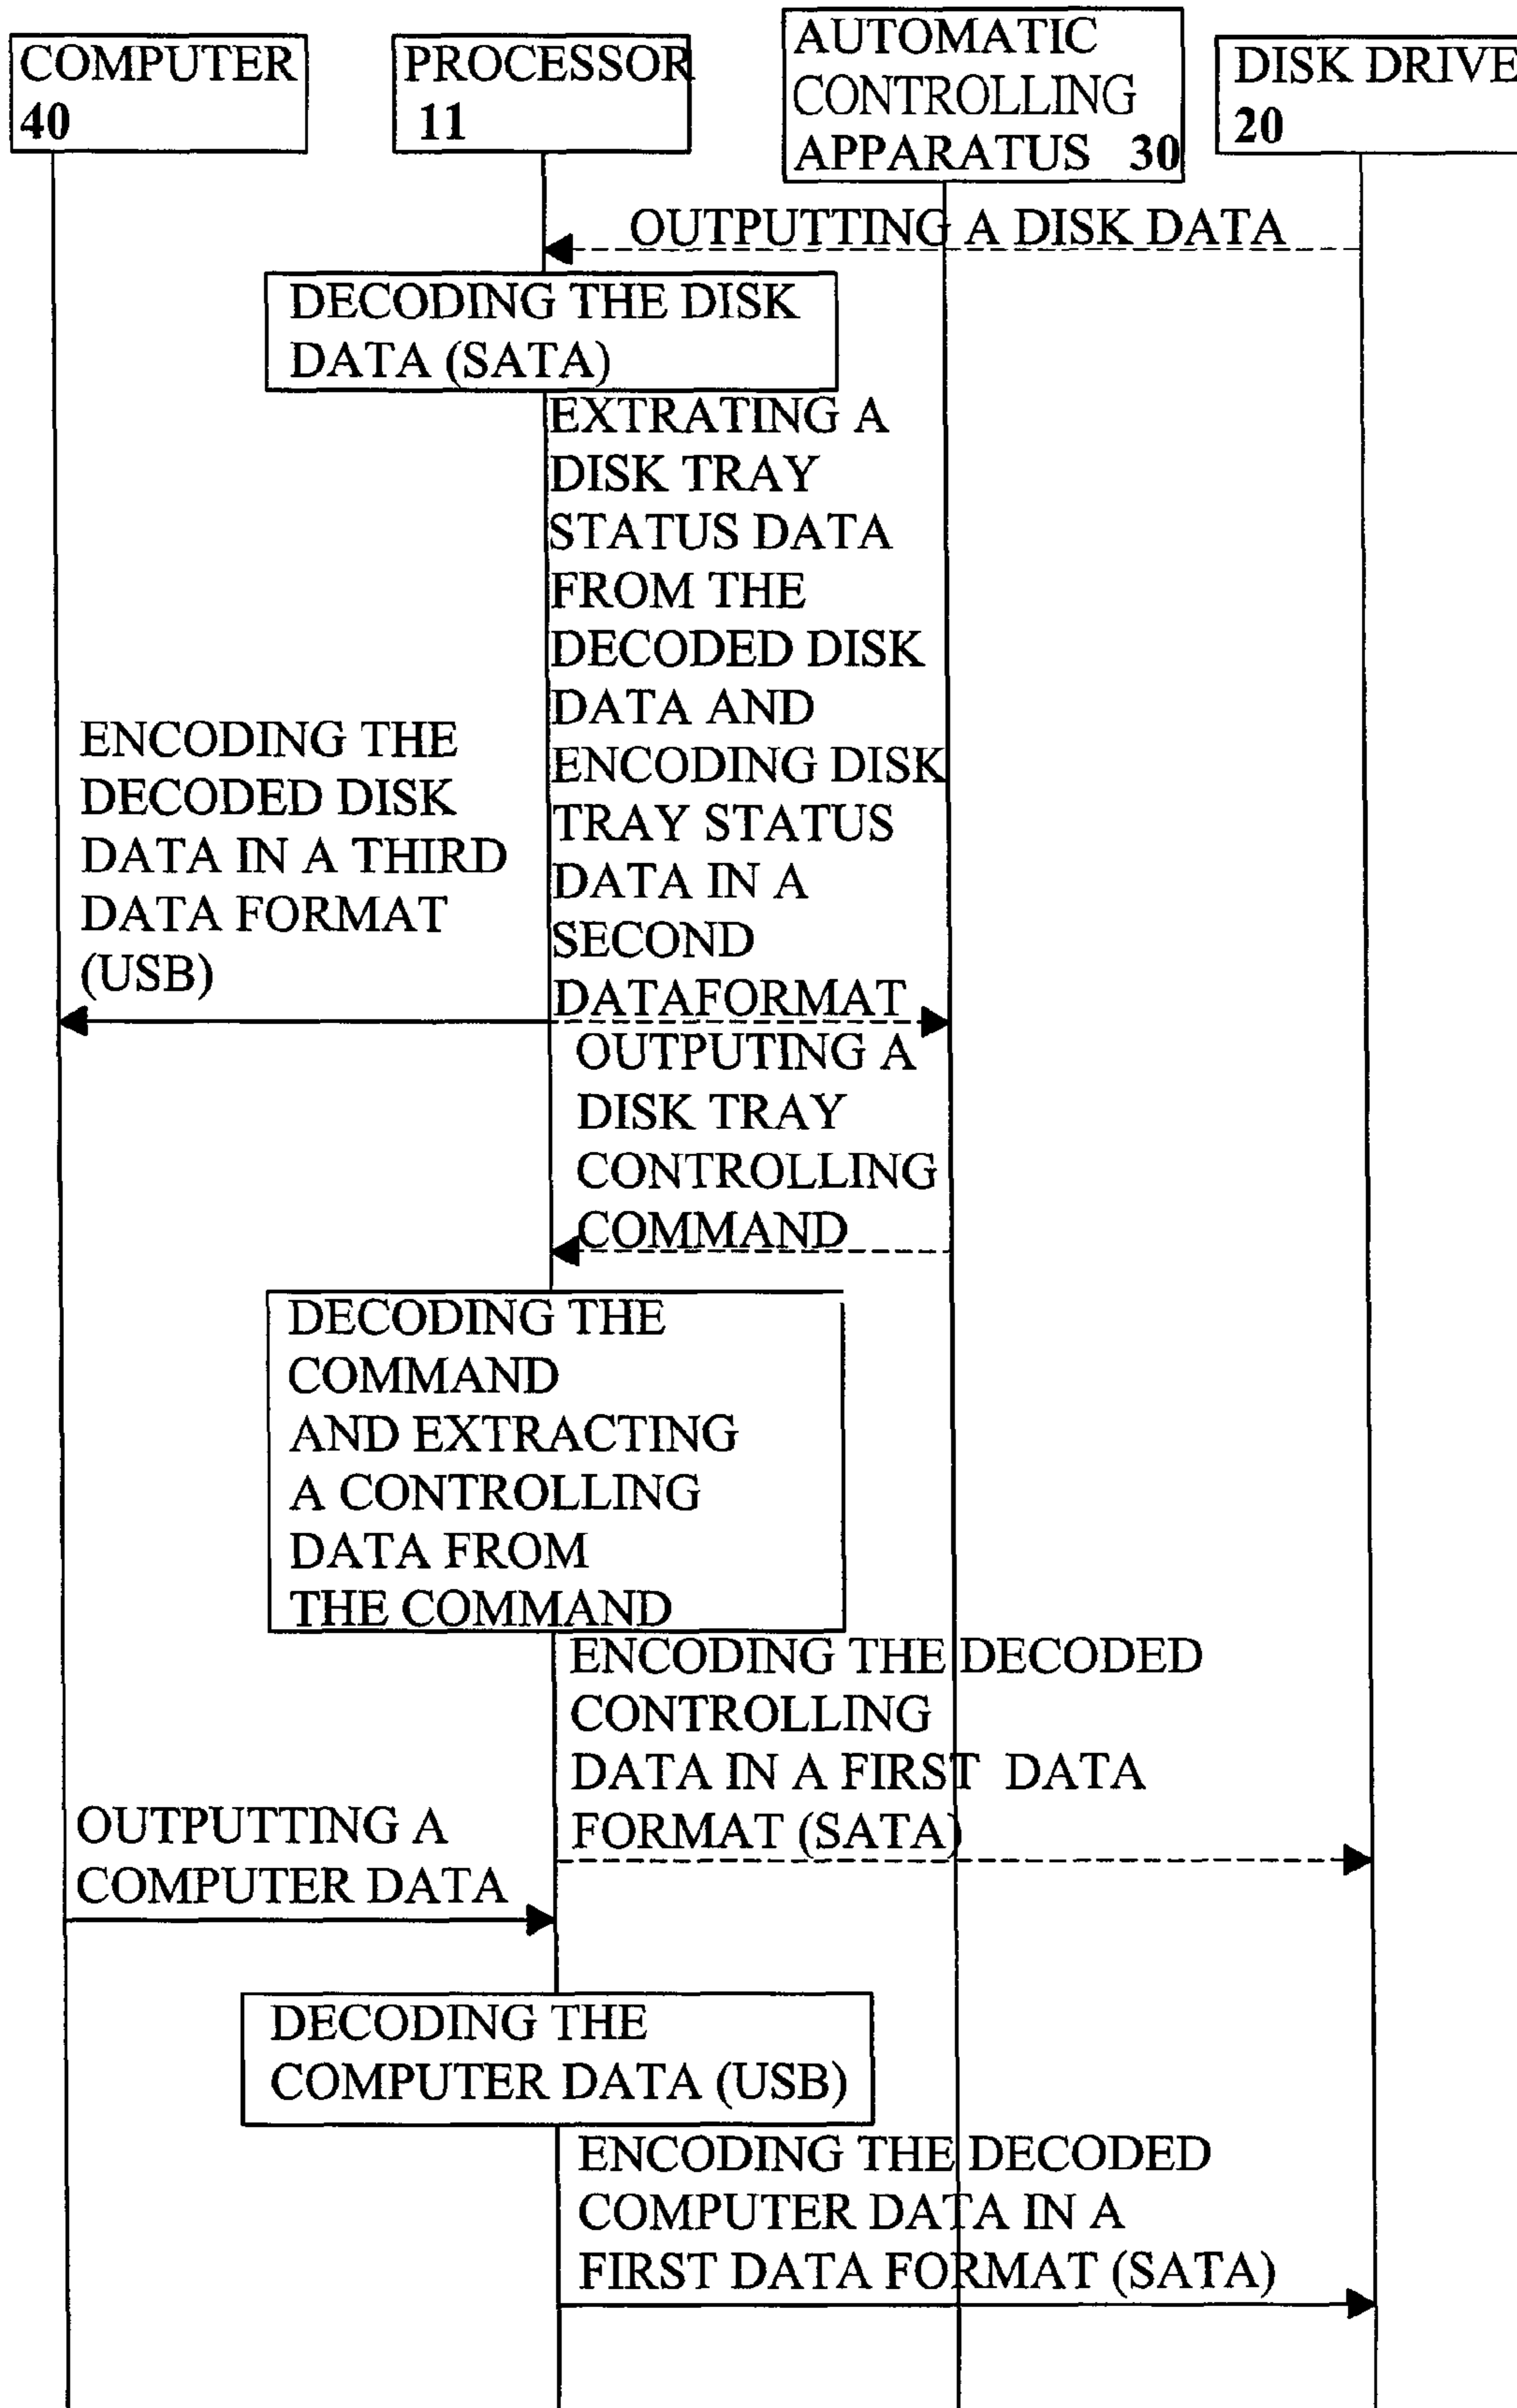 COMPUTER
40
PROCESSOR
11
AUTOMATIC
CONTROLLING
APPARATUS 30
DISK DRIVE
20
OUTPUTTING A DISK DATA
DECODING THE DISK
DATA (SATA)
EXTRATING A
DISK TRAY
STATUS DATA
FROM THE
DECODED DISK
DATA AND
ENCODING DISK
TRAY STATUS
DATA IN A
SECOND
DATAFORMAT
ENCODING THE
DECODED DISK
DATA IN A THIRD
DATA FORMAT
(USB)
OUTPUTING A
DISK TRAY
CONTROLLING
COMMAND
DECODING THE
COMMAND
AND EXTRACTING
A CONTROLLING
DATA FROM
THE COMMAND
ENCODING THE DECODED
CONTROLLING
DATA IN A FIRST DATA
FORMAT (SATA)
OUTPUTTING A
COMPUTER DATA
DECODING THE
COMPUTER DATA (USB)
ENCODING THE DECODED
COMPUTER DATA IN A
FIRST DATA FORMAT (SATA)